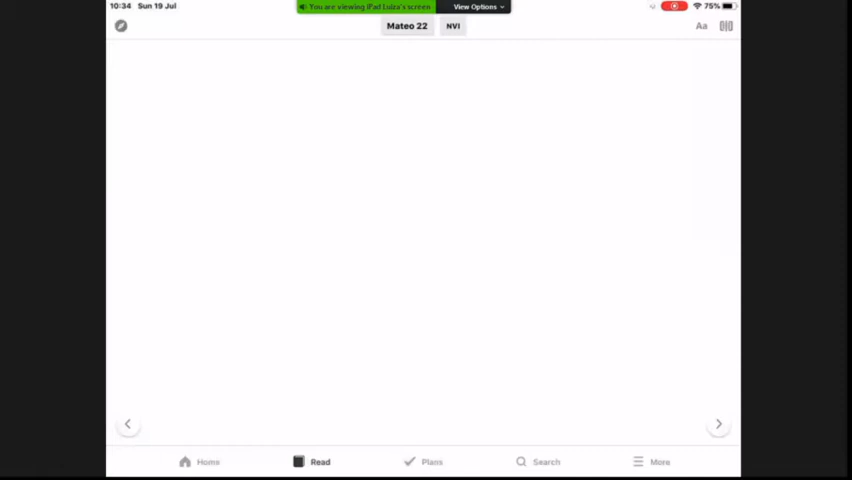 10:34 Sun 19 Jul
You are viewing iPad Luiza's screen
View Options
75%
Mateo 22
NVI
Aa
Home
Read
Plans
Search
More